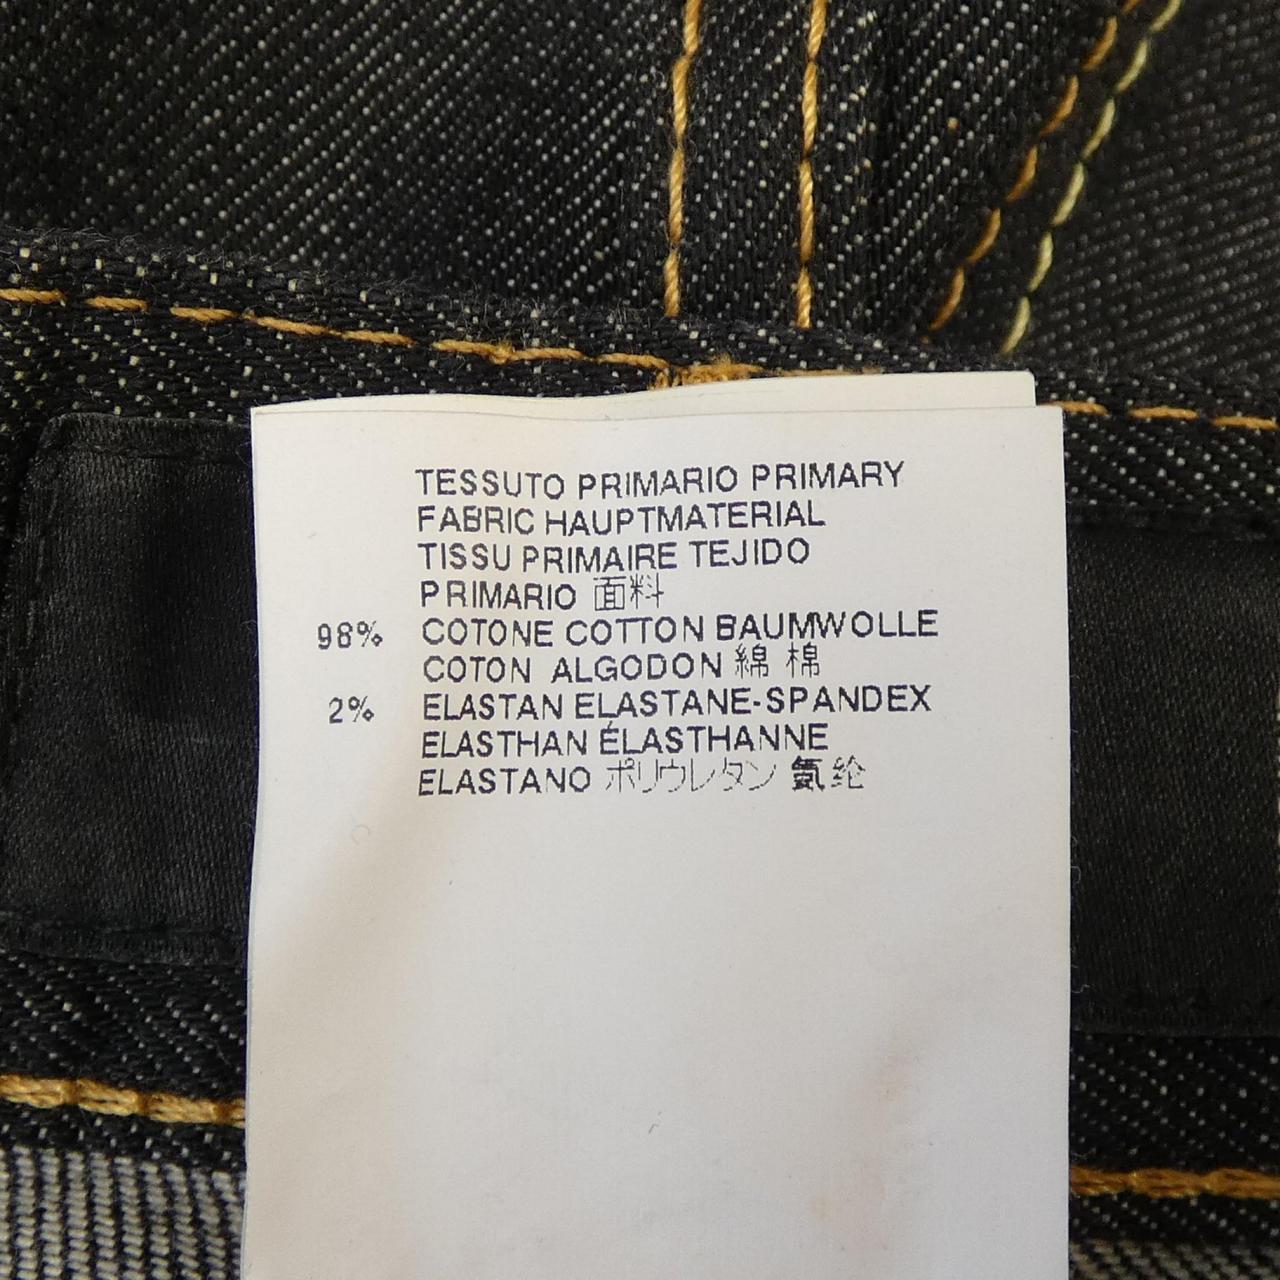 TESSUTO PRIMARIO PRIMARY
FABRIC HAUPTMATERIAL
TISSU PRIMAIRE TEJIDO
PRIMARIO 面料
98% COTONE COTTON BAUMWOLLE
COTON ALGODON 綿 棉
2% ELASTAN ELASTANE-SPANDEX
ELASTHAN ÉLASTHANNE
ELASTANO ポリウレタン 氨纶